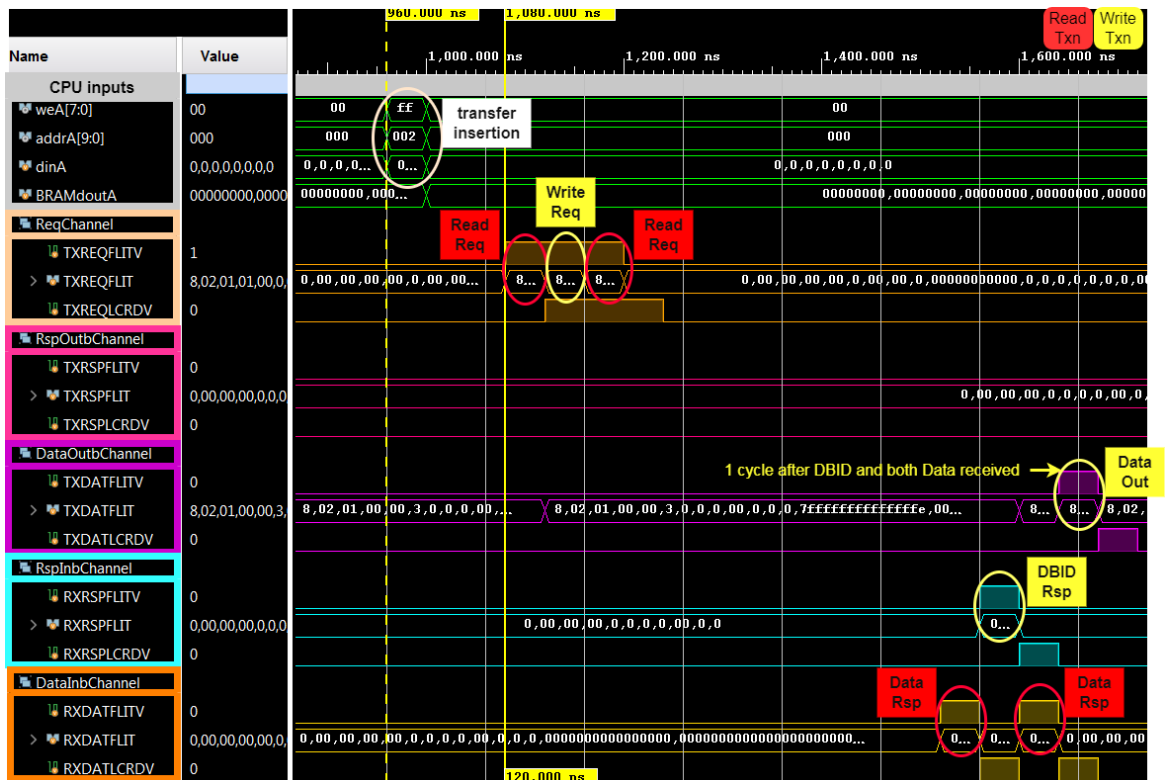 960.000 ns 1,080.000 ns
Read Txn
Write Txn
Name Value 1,000.000 ns 1,200.000 ns 1,400.000 ns 1,600.000 ns
CPU inputs
weA[7:0] 00 00 ff 00
transfer insertion
addrA[9:0] 000 000 002 000
dinA 0,0,0,0,0,0,0,0 0,0,0,0... 0... 0,0,0,0,0,0,0,0
BRAMdoutA 00000000,0000 00000000,000... 00000000,00000000,00000000,00000000,00000
ReqChannel
Read Req
Write Req
Read Req
TXREQFLITV 1
TXREQFLIT 8,02,01,01,00,0, 0,00,00,00,00,0,00,00... 8... 8... 8... 0,00,00,00,00,0,00,00,0,0000000000,0,0,0,0,0,0,0,00
TXREQLCRDV 0
RspOutbChannel
TXRSPFLITV 0
TXRSPFLIT 0,00,00,00,0,0,0 0,00,00,00,0,0,0,0,00,0,
TXRSPLCRDV 0
DataOutbChannel
1 cycle after DBID and both Data received
Data Out
TXDATFLITV 0
TXDATFLIT 8,02,01,00,00,3, 8,02,01,00,00,3,0,0,0,00,... 8,02,01,00,00,3,0,0,0,00,0,0,0,7ffffffffffffffe,00... 8... 8... 8,02,
TXDATLCRDV 0
RspInbChannel
DBID Rsp
RXRSPFLITV 0
RXRSPFLIT 0,00,00,00,0,0,0 0,00,00,00,0,0,0,0,00,0,0 0...
RXRSPLCRDV 0
DataInbChannel
Data Rsp
Data Rsp
RXDATFLITV 0
RXDATFLIT 0,00,00,00,00,0, 0,00,00,00,00,0,0,0,00,0,0,0,0000000000000000,00000000000000000000... 0... 0... 0... 0,00,00,00
RXDATLCRDV 0
120.000 ns